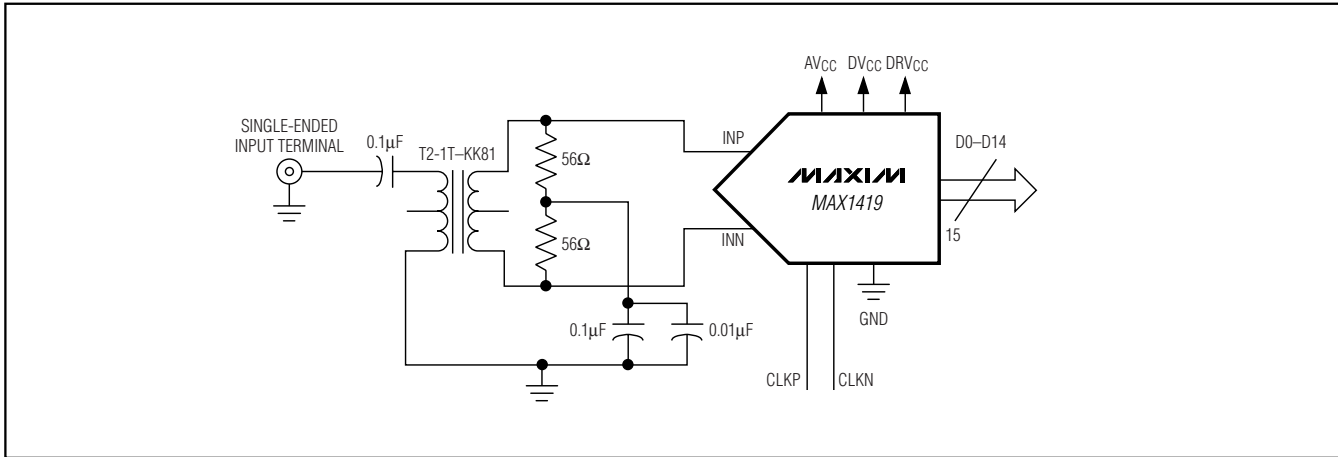 AVCC DVCC DRVCC
SINGLE-ENDED
INPUT TERMINAL
0.1µF
T2-1T–KK81
56Ω
56Ω
0.1µF
0.01µF
INP
INN
MAXIM
MAX1419
D0–D14
15
GND
CLKP
CLKN